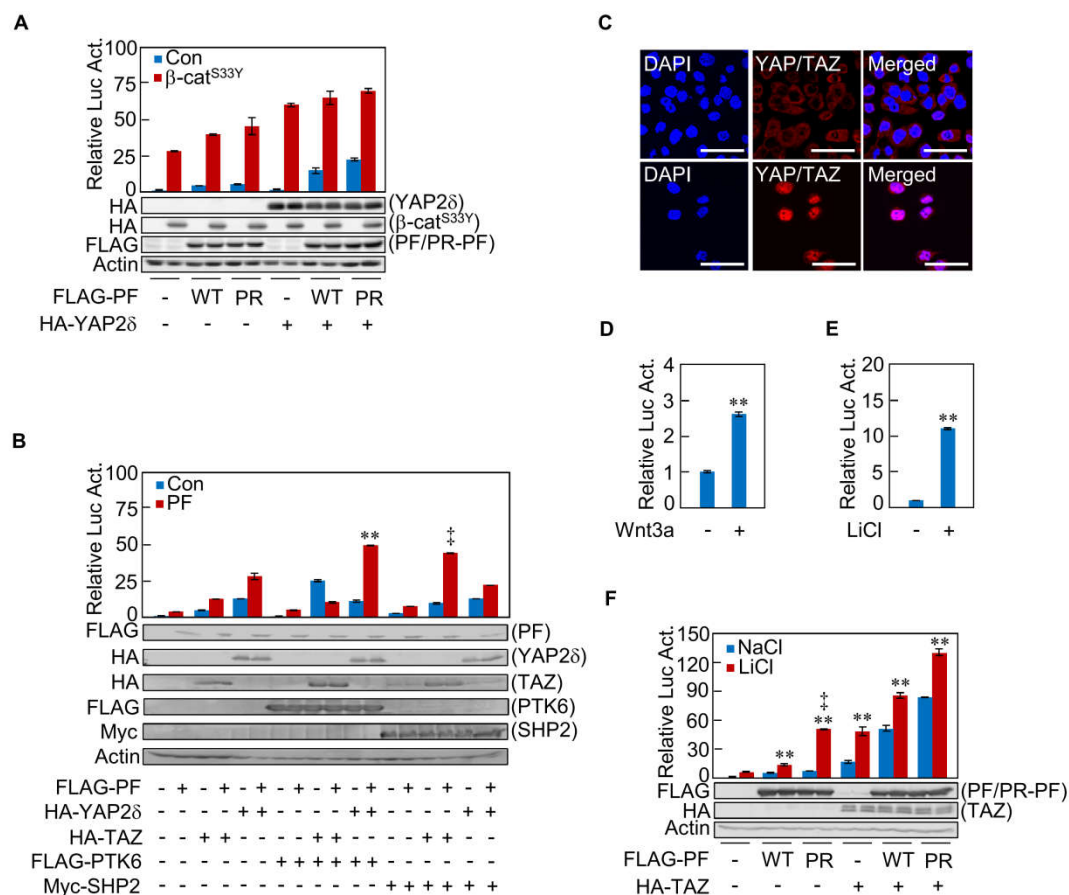 A
Relative Luc Act.
100
75
50
25
0
Con
β-catS33Y
HA (YAP2δ)
HA (β-catS33Y)
FLAG (PF/PR-PF)
Actin
FLAG-PF - WT PR - WT PR
HA-YAP2δ - - - + + +
B
Relative Luc Act.
100
75
50
25
0
Con
PF
** ‡
FLAG (PF)
HA (YAP2δ)
HA (TAZ)
FLAG (PTK6)
Myc (SHP2)
Actin
FLAG-PF - + - + - + - + - + - + - + - + - +
HA-YAP2δ - - - - + + - - - - + + - - - - + +
HA-TAZ - - + + - - - - + + - - - - + + - -
FLAG-PTK6 - - - - - - + + + + + + - - - - - -
Myc-SHP2 - - - - - - - - - - - - + + + + + +
C
DAPI YAP/TAZ Merged
DAPI YAP/TAZ Merged
D
Relative Luc Act.
4
3
2
1
0
**
Wnt3a - +
E
Relative Luc Act.
20
15
10
5
0
**
LiCl - +
F
Relative Luc Act.
150
120
90
60
30
0
NaCl
LiCl
** ‡ ** ** ** **
FLAG (PF/PR-PF)
HA (TAZ)
Actin
FLAG-PF - WT PR - WT PR
HA-TAZ - - - + + +